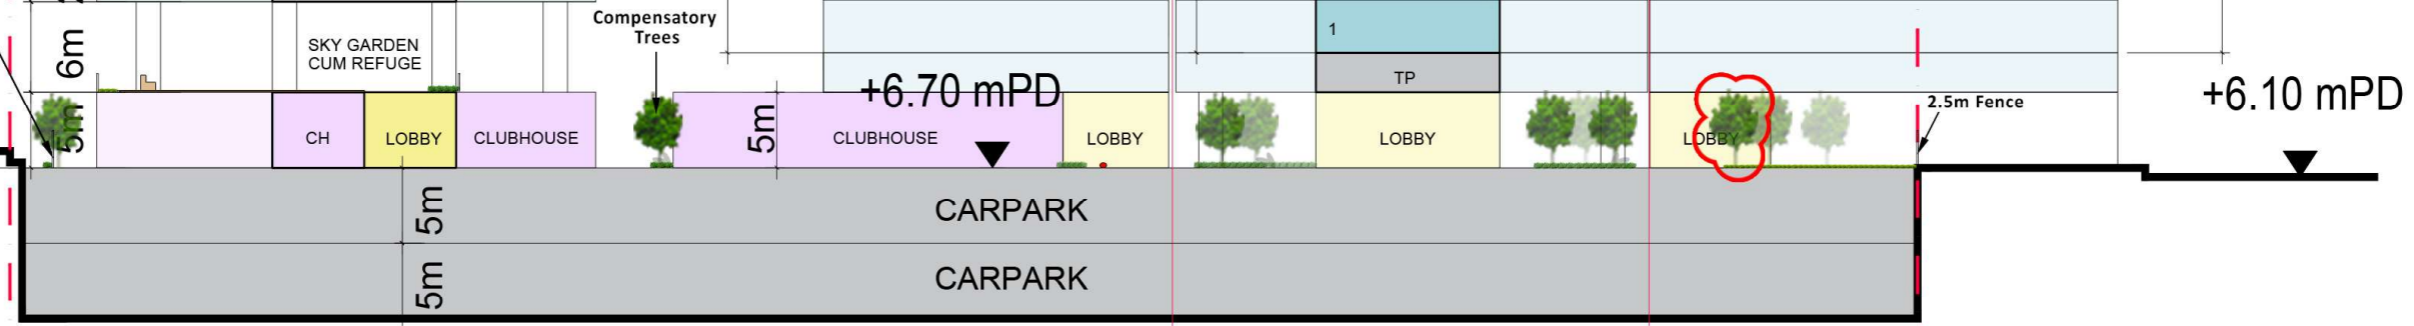 6m
SKY GARDEN
CUM REFUGE
Compensatory
Trees
1
TP
+6.70 mPD
2.5m Fence
+6.10 mPD
5m
CH
LOBBY
CLUBHOUSE
5m
CLUBHOUSE
LOBBY
LOBBY
LOBBY
5m
CARPARK
5m
CARPARK